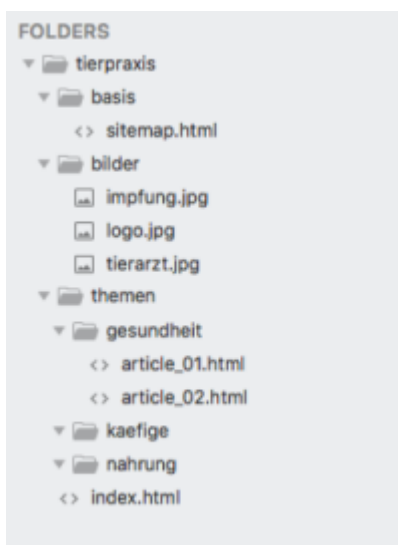 FOLDERS
tierpraxis
basis
<> sitemap.html
bilder
impfung.jpg
logo.jpg
tierarzt.jpg
themen
gesundheit
<> article_01.html
<> article_02.html
kaefige
nahrung
<> index.html